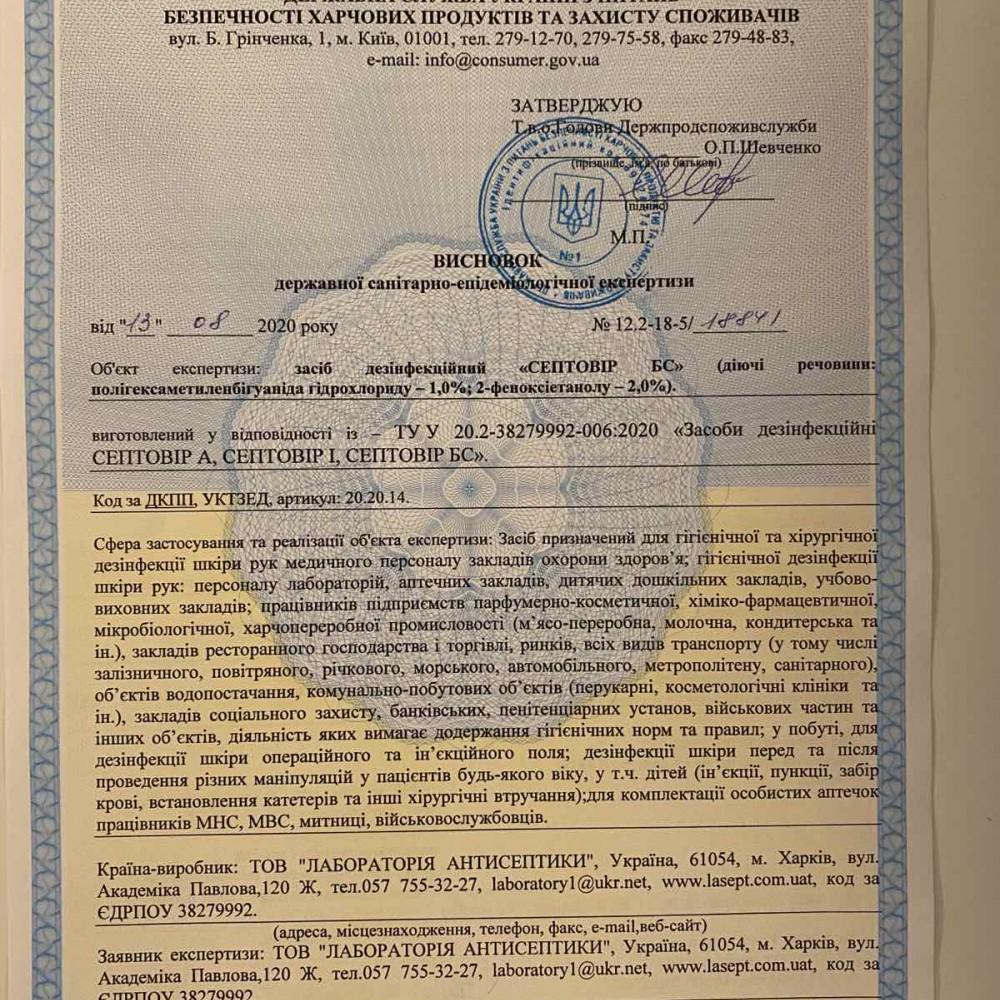 ДЕРЖАВНА СЛУЖБА УКРАЇНИ З ПИТАНЬ
БЕЗПЕЧНОСТІ ХАРЧОВИХ ПРОДУКТІВ ТА ЗАХИСТУ СПОЖИВАЧІВ
вул. Б. Грінченка, 1, м. Київ, 01001, тел. 279-12-70, 279-75-58, факс 279-48-83,
e-mail: info@consumer.gov.ua
ЗАТВЕРДЖУЮ
Т.в.о.Голови Держпродспоживслужби
О.П.Шевченко
(прізвище, ім'я, по батькові)
(підпис)
М.П.
№1
ВИСНОВОК
державної санітарно-епідеміологічної експертизи
від "13" 08 2020 року № 12.2-18-5/ 18841
Об'єкт експертизи: засіб дезінфекційний «СЕПТОВІР БС» (діючі речовини:
полігексаметиленбігуаніда гідрохлориду – 1,0%; 2-феноксіетанолу – 2,0%).
виготовлений у відповідності із – ТУ У 20.2-38279992-006:2020 «Засоби дезінфекційні
СЕПТОВІР А, СЕПТОВІР І, СЕПТОВІР БС».
Код за ДКПП, УКТЗЕД, артикул: 20.20.14.
Сфера застосування та реалізації об'єкта експертизи: Засіб призначений для гігієнічної та хірургічної
дезінфекції шкіри рук медичного персоналу закладів охорони здоров'я; гігієнічної дезінфекції
шкіри рук: персоналу лабораторій, аптечних закладів, дитячих дошкільних закладів, учбово-
виховних закладів; працівників підприємств парфумерно-косметичної, хіміко-фармацевтичної,
мікробіологічної, харчопереробної промисловості (м'ясо-переробна, молочна, кондитерська та
ін.), закладів ресторанного господарства і торгівлі, ринків, всіх видів транспорту (у тому числі
залізничного, повітряного, річкового, морського, автомобільного, метрополітену, санітарного),
об'єктів водопостачання, комунально-побутових об'єктів (перукарні, косметологічні клініки та
ін.), закладів соціального захисту, банківських, пенітенціарних установ, військових частин та
інших об'єктів, діяльність яких вимагає додержання гігієнічних норм та правил; у побуті, для
дезінфекції шкіри операційного та ін'єкційного поля; дезінфекції шкіри перед та після
проведення різних маніпуляцій у пацієнтів будь-якого віку, у т.ч. дітей (ін'єкції, пункції, забір
крові, встановлення катетерів та інші хірургічні втручання);для комплектації особистих аптечок
працівників МНС, МВС, митниці, військовослужбовців.
Країна-виробник: ТОВ "ЛАБОРАТОРІЯ АНТИСЕПТИКИ", Україна, 61054, м. Харків, вул.
Академіка Павлова,120 Ж, тел.057 755-32-27, laboratory1@ukr.net, www.lasept.com.uat, код за
ЄДРПОУ 38279992.
(адреса, місцезнаходження, телефон, факс, e-mail,веб-сайт)
Заявник експертизи: ТОВ "ЛАБОРАТОРІЯ АНТИСЕПТИКИ", Україна, 61054, м. Харків, вул.
Академіка Павлова,120 Ж, тел.057 755-32-27, laboratory1@ukr.net, www.lasept.com.uat, код за
ЄДРПОУ 38279992